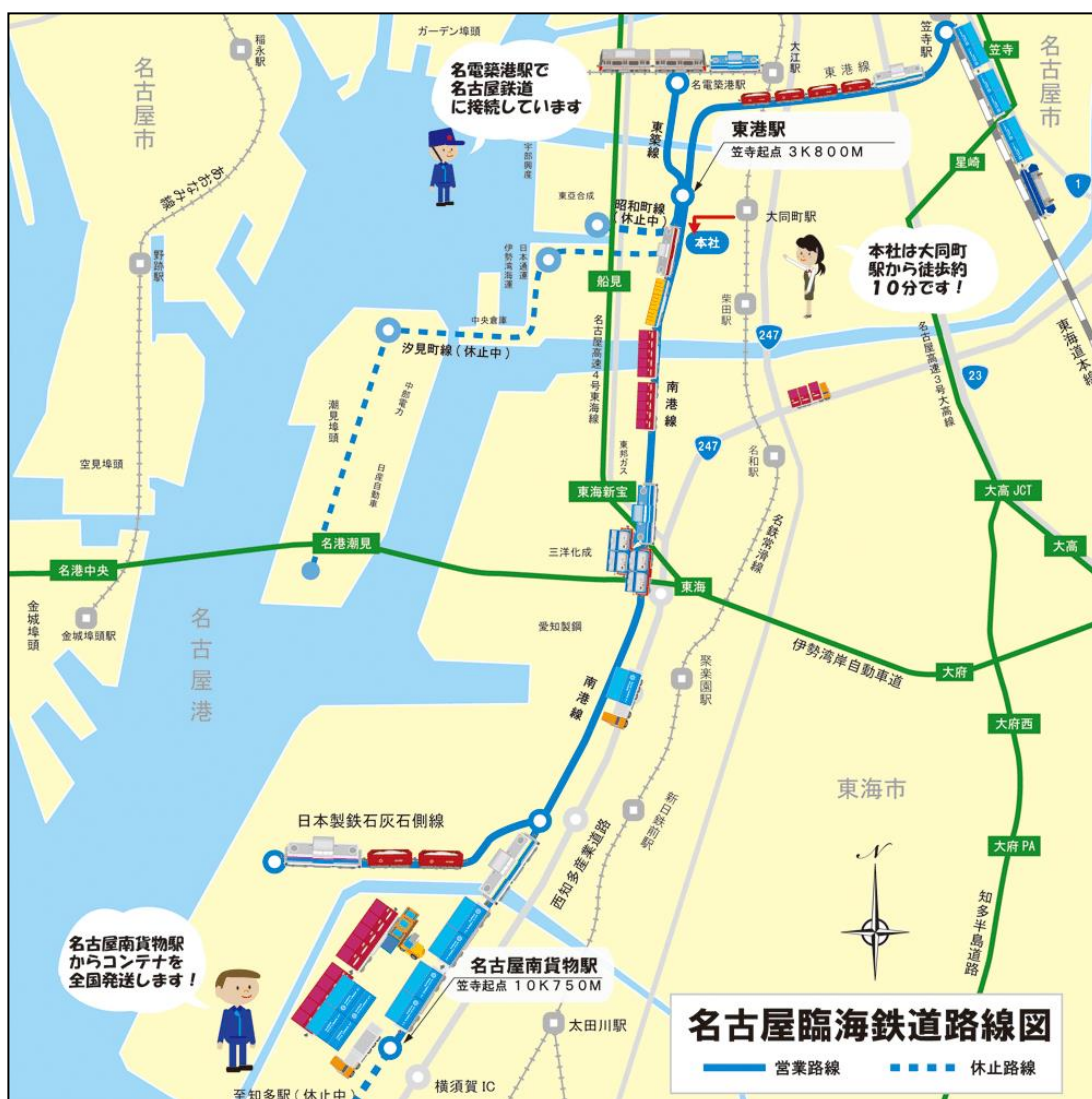 ガーデン埠頭
稲永駅
名古屋市
名電築港駅で
名古屋鉄道
に接続しています
大江駅
東港線
笠寺駅
笠寺
名古屋市
名電築港駅
東築線
東港駅
笠寺起点 3K800M
星崎
1
宇部興産
東亞合成
昭和町線
(休止中)
本社
大同町駅
本社は大同町
駅から徒歩約
10分です!
あおなみ線
野跡駅
日本通運
伊勢湾海運
船見
柴田駅
中央倉庫
汐見町線(休止中)
名古屋高速4号東海線
247
名古屋高速3号大高線
東海道本線
23
中部電力
潮見埠頭
南港線
247
東邦ガス
名和駅
空見埠頭
日産自動車
東海新宝
大高JCT
名鉄常滑線
名港潮見
三洋化成
大高
名港中央
東海
金城埠頭
金城埠頭駅
名古屋港
愛知製鋼
伊勢湾岸自動車道
大府
聚楽園駅
南港線
大府西
東海市
新日鉄前駅
日本製鉄石灰石側線
西知多産業道路
大府PA
N
知多半島道路
名古屋南貨物駅
からコンテナを
全国発送します!
名古屋南貨物駅
笠寺起点 10K750M
太田川駅
名古屋臨海鉄道路線図
営業路線
休止路線
横須賀IC
至知多駅(休止中)